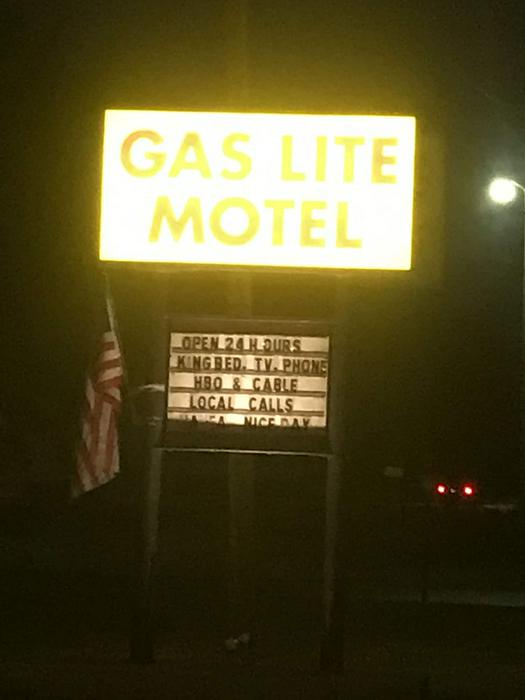 GAS LITE
MOTEL
OPEN 24 HOURS
KING BED. TV. PHONE
HBO & CABLE
LOCAL CALLS
NICE DAY